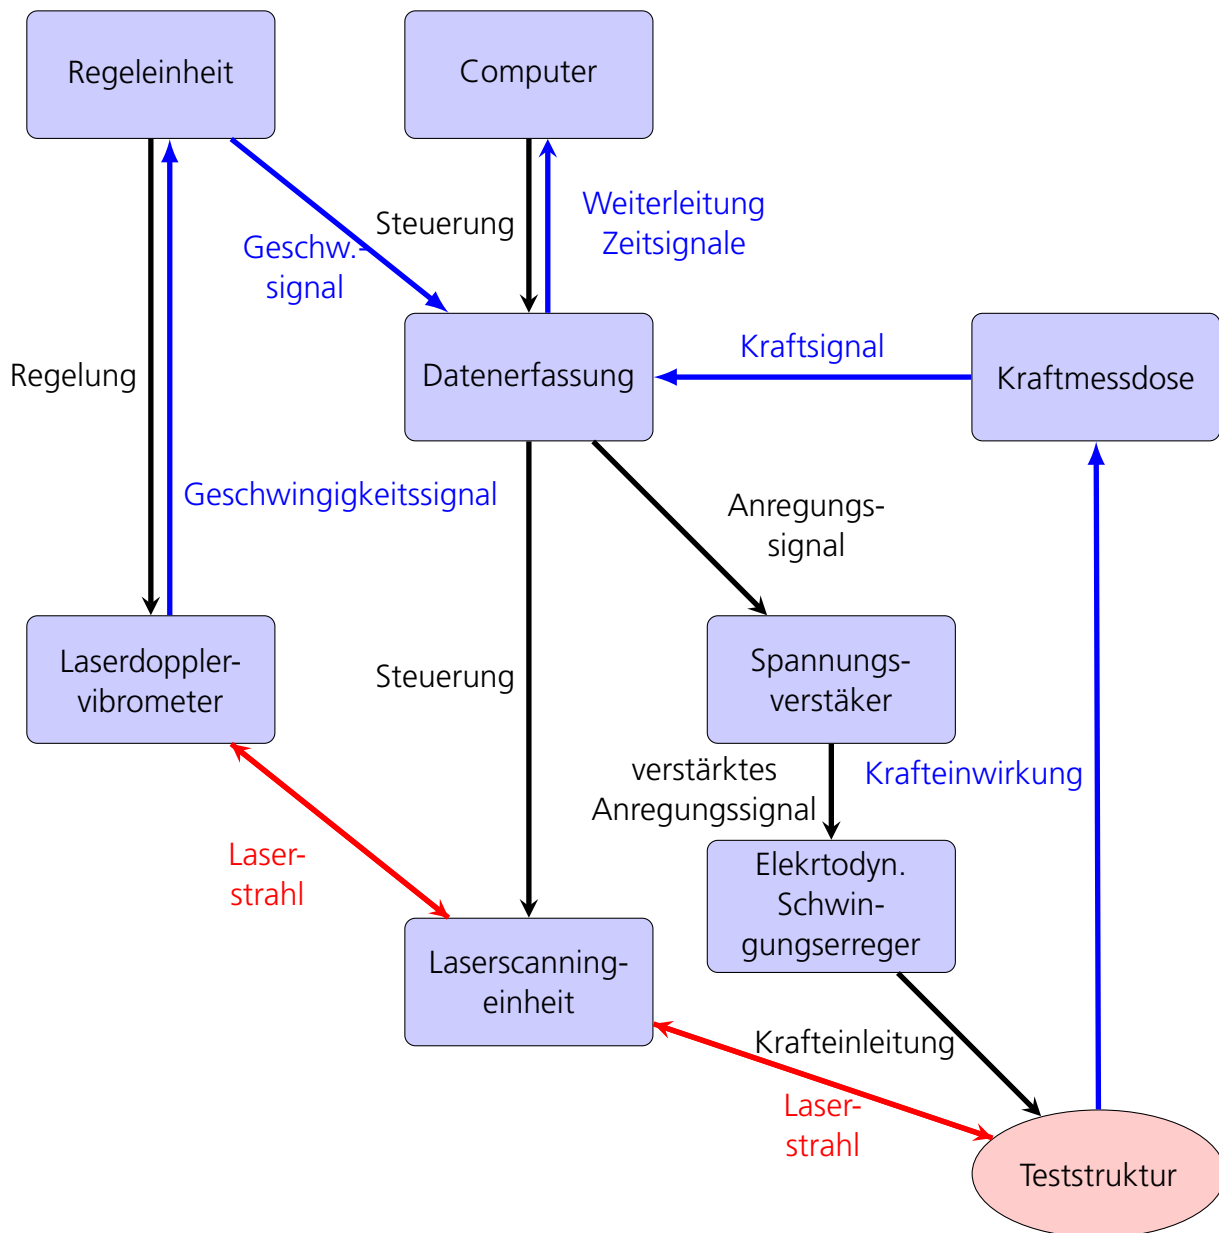 Regeleinheit
Computer
Steuerung
Weiterleitung
Zeitsignale
Geschw.-
signal
Regelung
Datenerfassung
Kraftsignal
Kraftmessdose
Geschwingigkeitssignal
Anregungs-
signal
Laserdoppler-
vibrometer
Steuerung
Spannungs-
verstäker
verstärktes
Anregungssignal
Krafteinwirkung
Laser-
strahl
Elekrtodyn.
Schwin-
gungserreger
Laserscanning-
einheit
Krafteinleitung
Laser-
strahl
Teststruktur